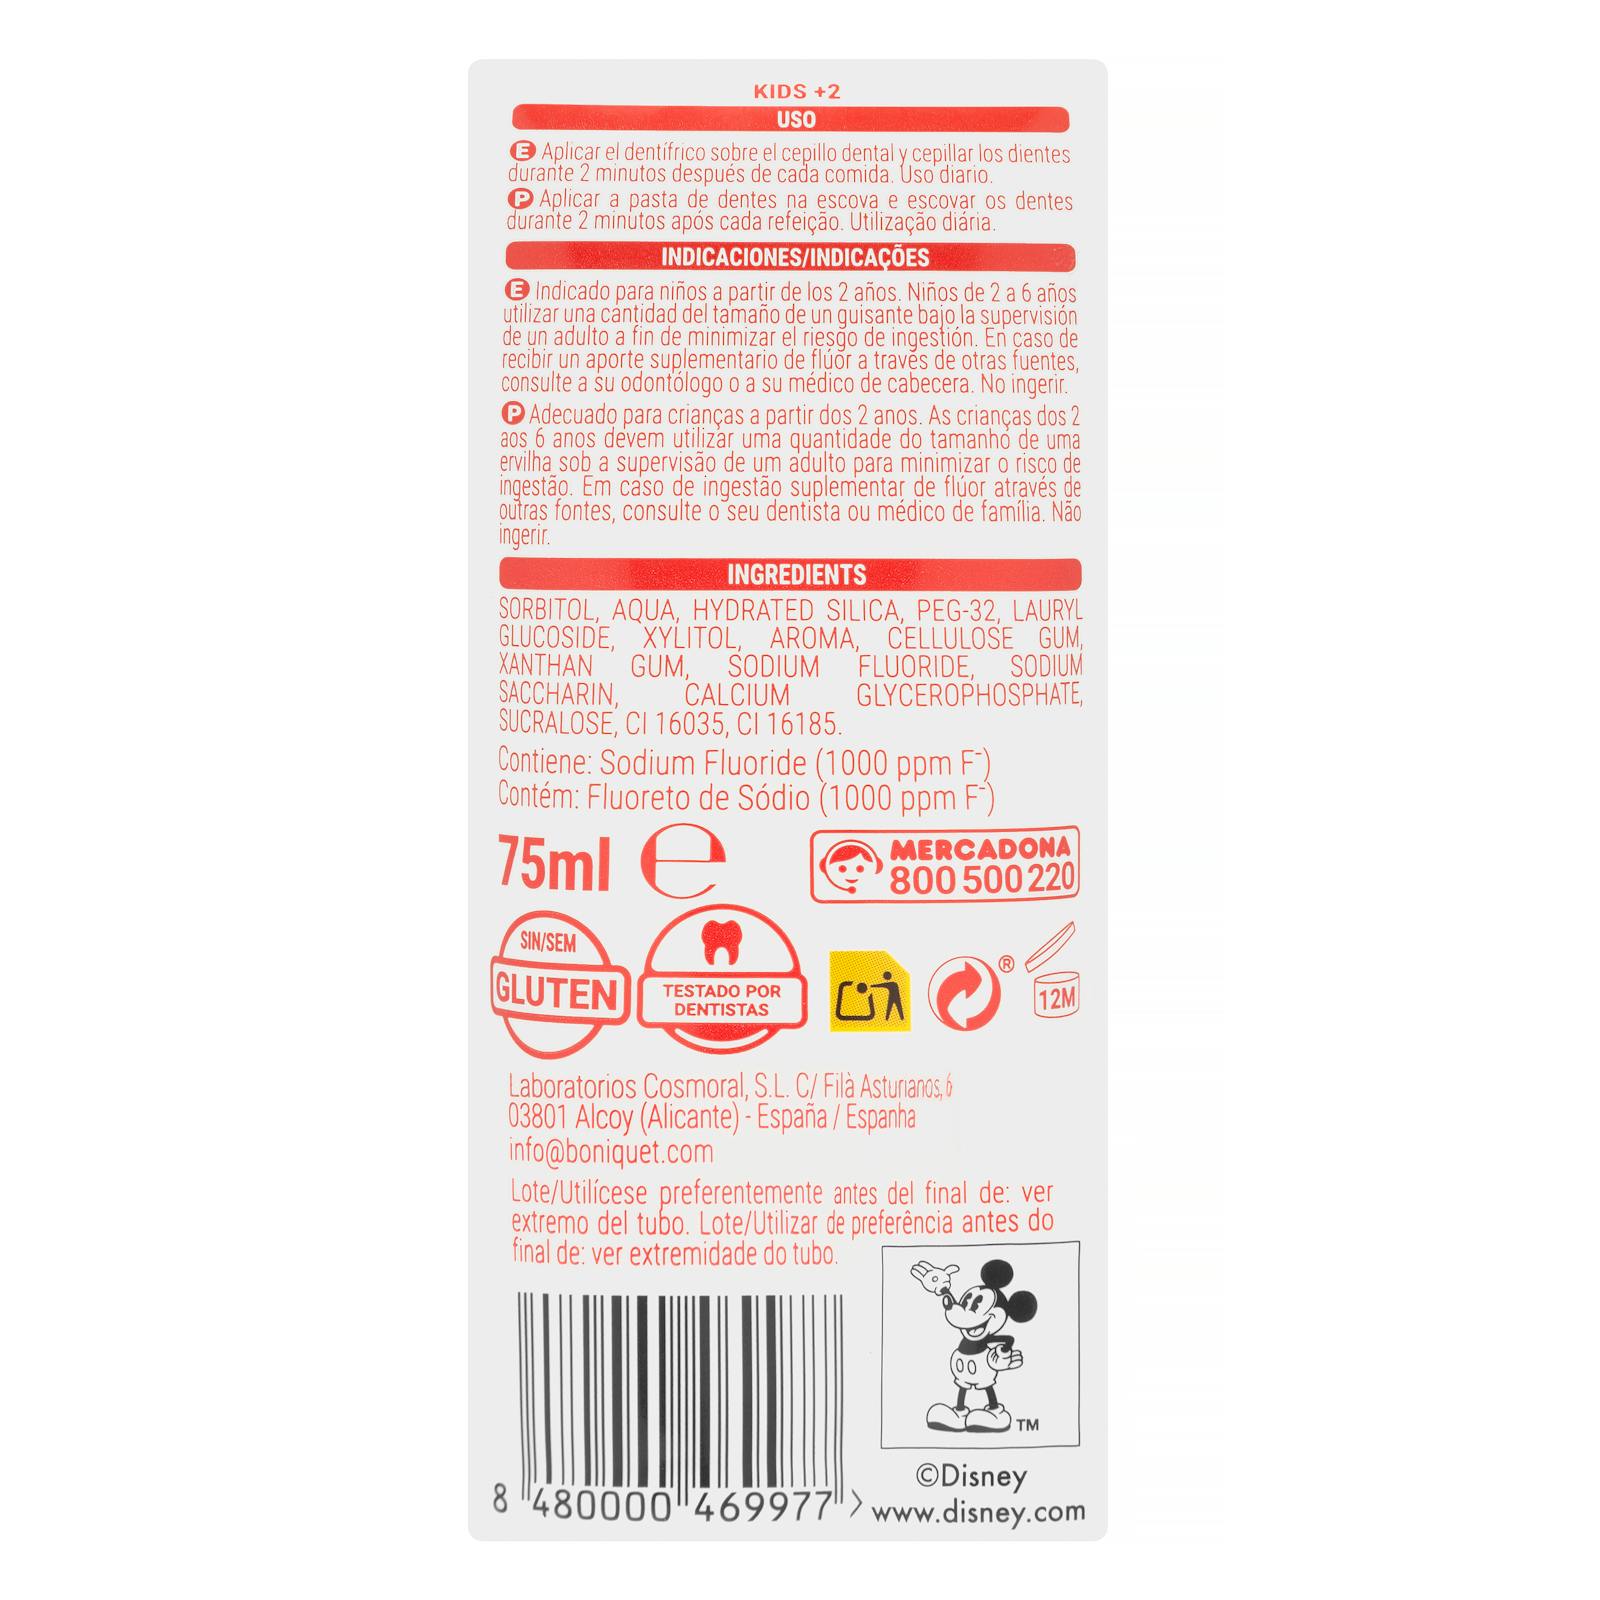 KIDS +2
USO
E Aplicar el dentífrico sobre el cepillo dental y cepillar los dientes
durante 2 minutos después de cada comida. Uso diario.
P Aplicar a pasta de dentes na escova e escovar os dentes
durante 2 minutos após cada refeição. Utilização diária.
INDICACIONES/INDICAÇÕES
E Indicado para niños a partir de los 2 años. Niños de 2 a 6 años
utilizar una cantidad del tamaño de un guisante bajo la supervisión
de un adulto a fin de minimizar el riesgo de ingestión. En caso de
recibir un aporte suplementario de flúor a través de otras fuentes,
consulte a su odontólogo o a su médico de cabecera. No ingerir.
P Adecuado para crianças a partir dos 2 anos. As crianças dos 2
aos 6 anos devem utilizar uma quantidade do tamanho de uma
ervilha sob a supervisão de um adulto para minimizar o risco de
ingestão. Em caso de ingestão suplementar de flúor através de
outras fontes, consulte o seu dentista ou médico de família. Não
ingerir.
INGREDIENTS
SORBITOL, AQUA, HYDRATED SILICA, PEG-32, LAURYL
GLUCOSIDE, XYLITOL, AROMA, CELLULOSE GUM,
XANTHAN GUM, SODIUM FLUORIDE, SODIUM
SACCHARIN, CALCIUM GLYCEROPHOSPHATE,
SUCRALOSE, CI 16035, CI 16185.
Contiene: Sodium Fluoride (1000 ppm F⁻)
Contém: Fluoreto de Sódio (1000 ppm F⁻)
75ml e
MERCADONA
800 500 220
SIN/SEM
GLUTEN
TESTADO POR
DENTISTAS
®
12M
Laboratorios Cosmoral, S.L. C/ Filà Asturianos, 6
03801 Alcoy (Alicante) - España / Espanha
info@boniquet.com
Lote/Utilícese preferentemente antes del final de: ver
extremo del tubo. Lote/Utilizar de preferência antes do
final de: ver extremidade do tubo.
TM
©Disney
www.disney.com
8 480000 469977 >